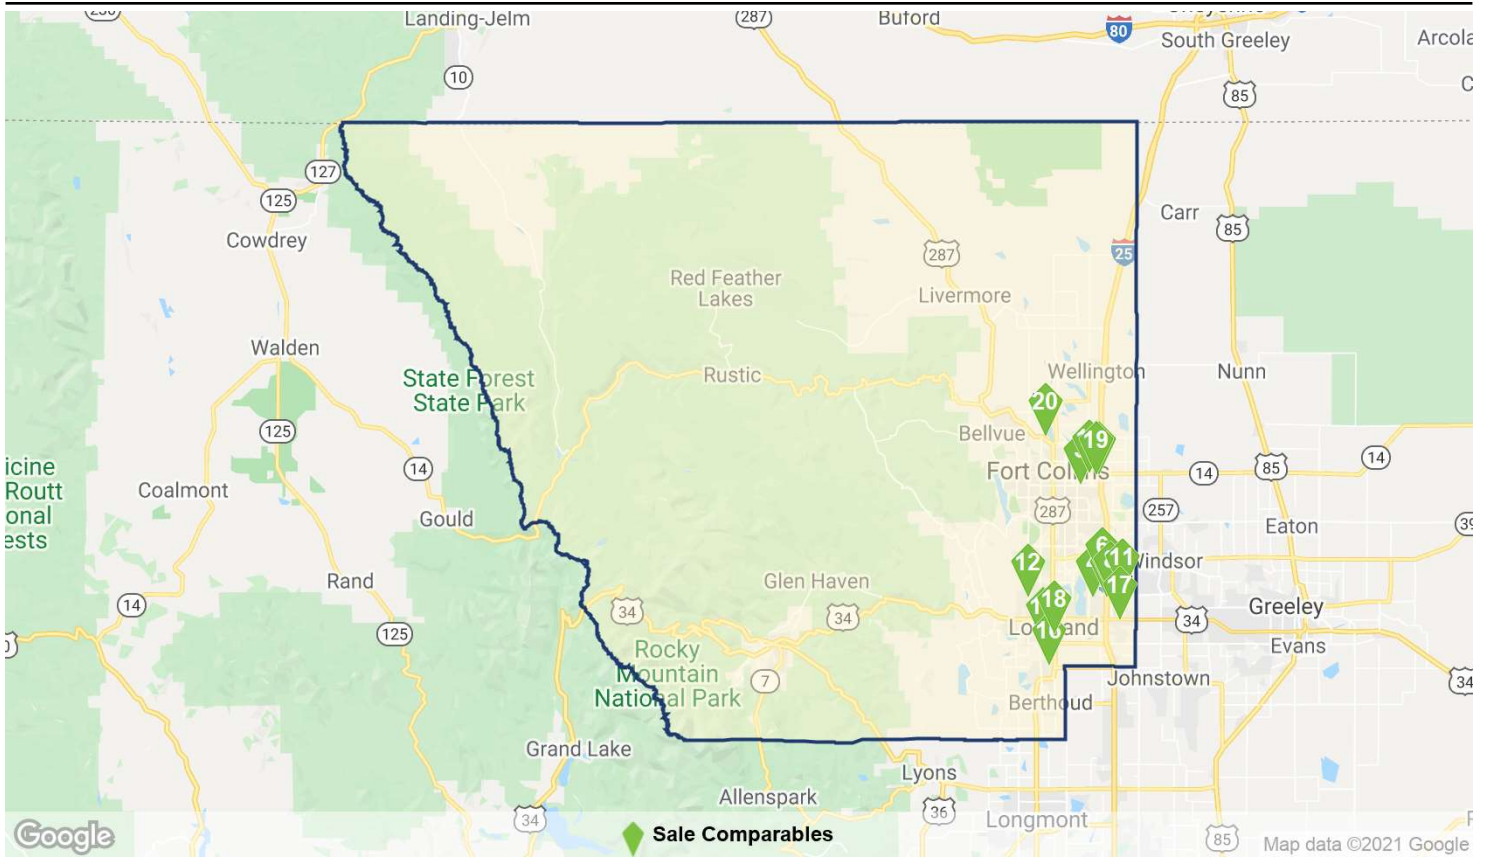 Landing-Jelm
287
Buford
80
South Greeley
Arcola
10
85
127
125
Carr
85
Cowdrey
287
25
Red Feather
Lakes
Livermore
Walden
Rustic
Wellington
Nunn
State Forest
State Park
20
125
Bellvue
19
14
icine
Routt
onal
ests
14
Fort Collins
14
85
Coalmont
287
257
Gould
Eaton
6
12
11
Windsor
Rand
Glen Haven
17
14
34
34
18
34
Greeley
125
Loveland
16
Evans
Rocky
Mountain
National Park
7
Johnstown
34
Berthoud
Grand Lake
Lyons
Allenspark
34
36
Longmont
85
Google
Sale Comparables
Map data ©2021 Google